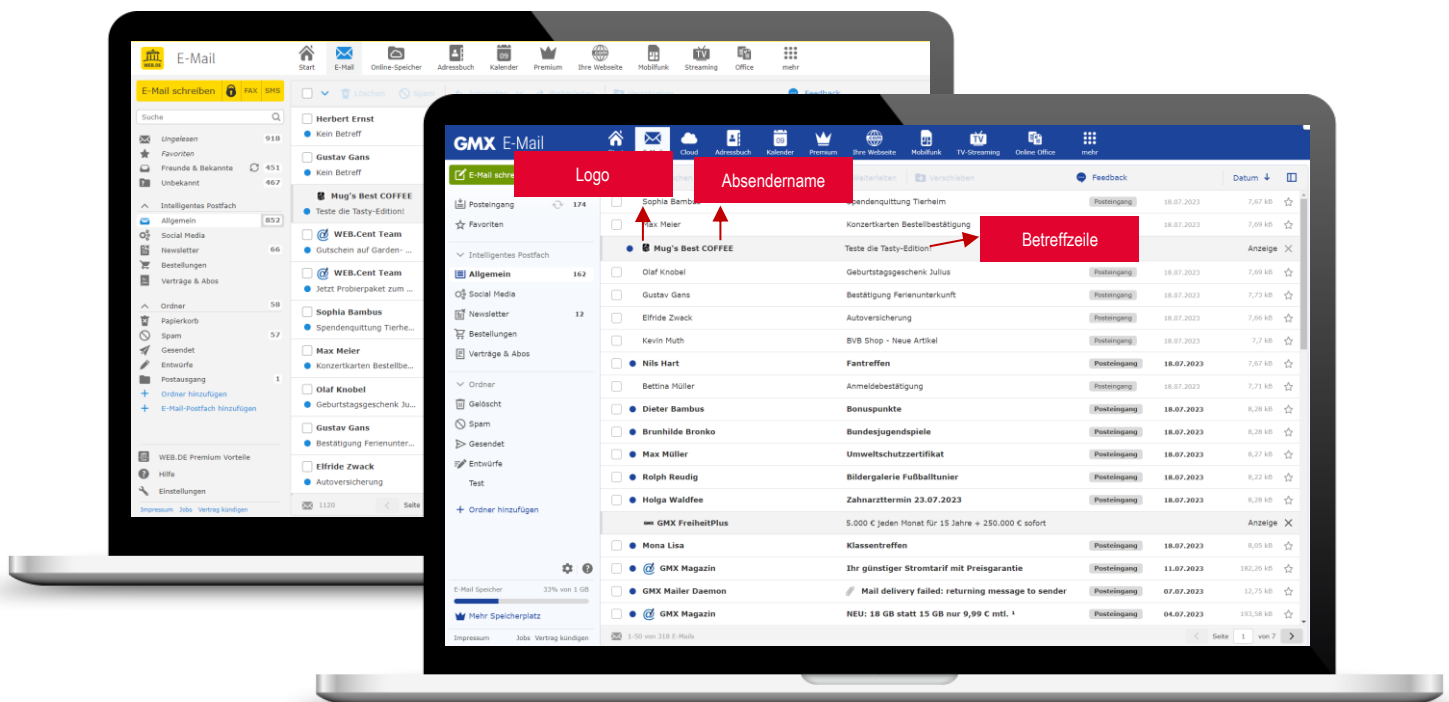 WEB.DE
E-Mail
Start
E-Mail
Online-Speicher
Adressbuch
09
Kalender
Premium
Ihre Webseite
Mobilfunk
TV
Streaming
Office
mehr
E-Mail schreiben FAX SMS
Löschen Spam Feedback
Suche
Ungelesen 918
Favoriten
Freunde & Bekannte 451
Unbekannt 467
Intelligentes Postfach
Allgemein 852
Social Media
Newsletter 66
Bestellungen
Verträge & Abos
Ordner 58
Papierkorb
Spam 57
Gesendet
Entwürfe
Postausgang 1
+ Ordner hinzufügen
+ E-Mail-Postfach hinzufügen
WEB.DE Premium Vorteile
Hilfe
Einstellungen
Impressum Jobs Vertrag kündigen
Herbert Ernst
Kein Betreff
Gustav Gans
Kein Betreff
Mug's Best COFFEE
Teste die Tasty-Edition!
WEB.Cent Team
Gutschein auf Garden- ...
WEB.Cent Team
Jetzt Probierpaket zum ...
Sophia Bambus
Spendenquittung Tierhe...
Max Meier
Konzertkarten Bestellbe...
Olaf Knobel
Geburtstagsgeschenk Ju...
Gustav Gans
Bestätigung Ferienunter...
Elfride Zwack
Autoversicherung
1120 Seite
GMX E-Mail
Cloud
Adressbuch
09
Kalender
Premium
Ihre Webseite
Mobilfunk
TV
TV-Streaming
Online Office
mehr
Logo
Absendername
Betreffzeile
E-Mail schre
Weiterleiten Verschieben Feedback Datum
Posteingang 174
Favoriten
Intelligentes Postfach
Allgemein 162
Social Media
Newsletter 12
Bestellungen
Verträge & Abos
Ordner
Gelöscht
Spam
Gesendet
Entwürfe
Test
+ Ordner hinzufügen
E-Mail Speicher 33% von 1 GB
Mehr Speicherplatz
Impressum Jobs Vertrag kündigen
Sophia Bambus Spendenquittung Tierheim Posteingang 18.07.2023 7,67 kB
Max Meier Konzertkarten Bestellbestätigung 18.07.2023 7,69 kB
Mug's Best COFFEE Teste die Tasty-Edition! Anzeige
Olaf Knobel Geburtstagsgeschenk Julius Posteingang 18.07.2023 7,69 kB
Gustav Gans Bestätigung Ferienunterkunft Posteingang 18.07.2023 7,73 kB
Elfride Zwack Autoversicherung Posteingang 18.07.2023 7,66 kB
Kevin Muth BVB Shop - Neue Artikel Posteingang 18.07.2023 7,7 kB
Nils Hart Fantreffen Posteingang 18.07.2023 7,67 kB
Bettina Müller Anmeldebestätigung Posteingang 18.07.2023 7,71 kB
Dieter Bambus Bonuspunkte Posteingang 18.07.2023 8,28 kB
Brunhilde Bronko Bundesjugendspiele Posteingang 18.07.2023 8,28 kB
Max Müller Umweltschutzzertifikat Posteingang 18.07.2023 8,27 kB
Rolph Reudig Bildergalerie Fußballtunier Posteingang 18.07.2023 8,22 kB
Holga Waldfee Zahnarzttermin 23.07.2023 Posteingang 18.07.2023 8,28 kB
GMX FreiheitPlus 5.000 € jeden Monat für 15 Jahre + 250.000 € sofort Anzeige
Mona Lisa Klassentreffen Posteingang 18.07.2023 8,05 kB
GMX Magazin Ihr günstiger Stromtarif mit Preisgarantie Posteingang 11.07.2023 182,26 kB
GMX Mailer Daemon Mail delivery failed: returning message to sender Posteingang 07.07.2023 12,75 kB
GMX Magazin NEU: 18 GB statt 15 GB nur 9,99 € mtl. ¹ Posteingang 04.07.2023 193,58 kB
1-50 von 318 E-Mails Seite 1 von 7